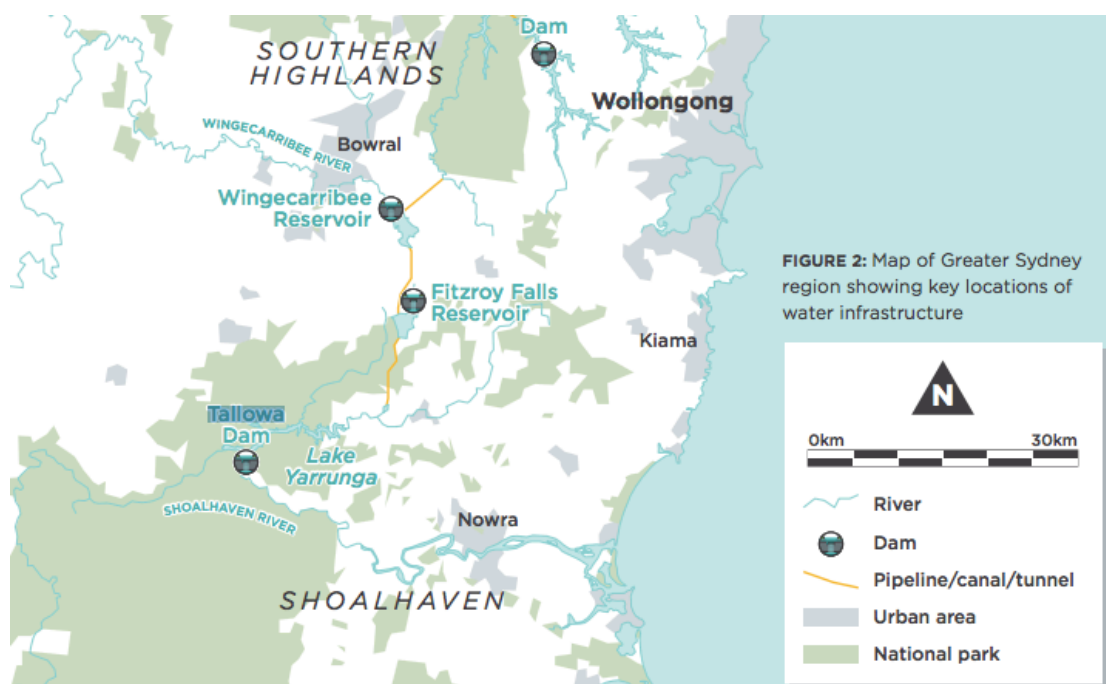 Dam
SOUTHERN
HIGHLANDS
Wollongong
WINGECARRIBEE RIVER
Bowral
Wingecarribee
Reservoir
FIGURE 2: Map of Greater Sydney
region showing key locations of
water infrastructure
Fitzroy Falls
Reservoir
Kiama
N
Tallowa
Dam
0km 30km
Lake
Yarrunga
River
SHOALHAVEN RIVER
Nowra
Dam
Pipeline/canal/tunnel
SHOALHAVEN
Urban area
National park